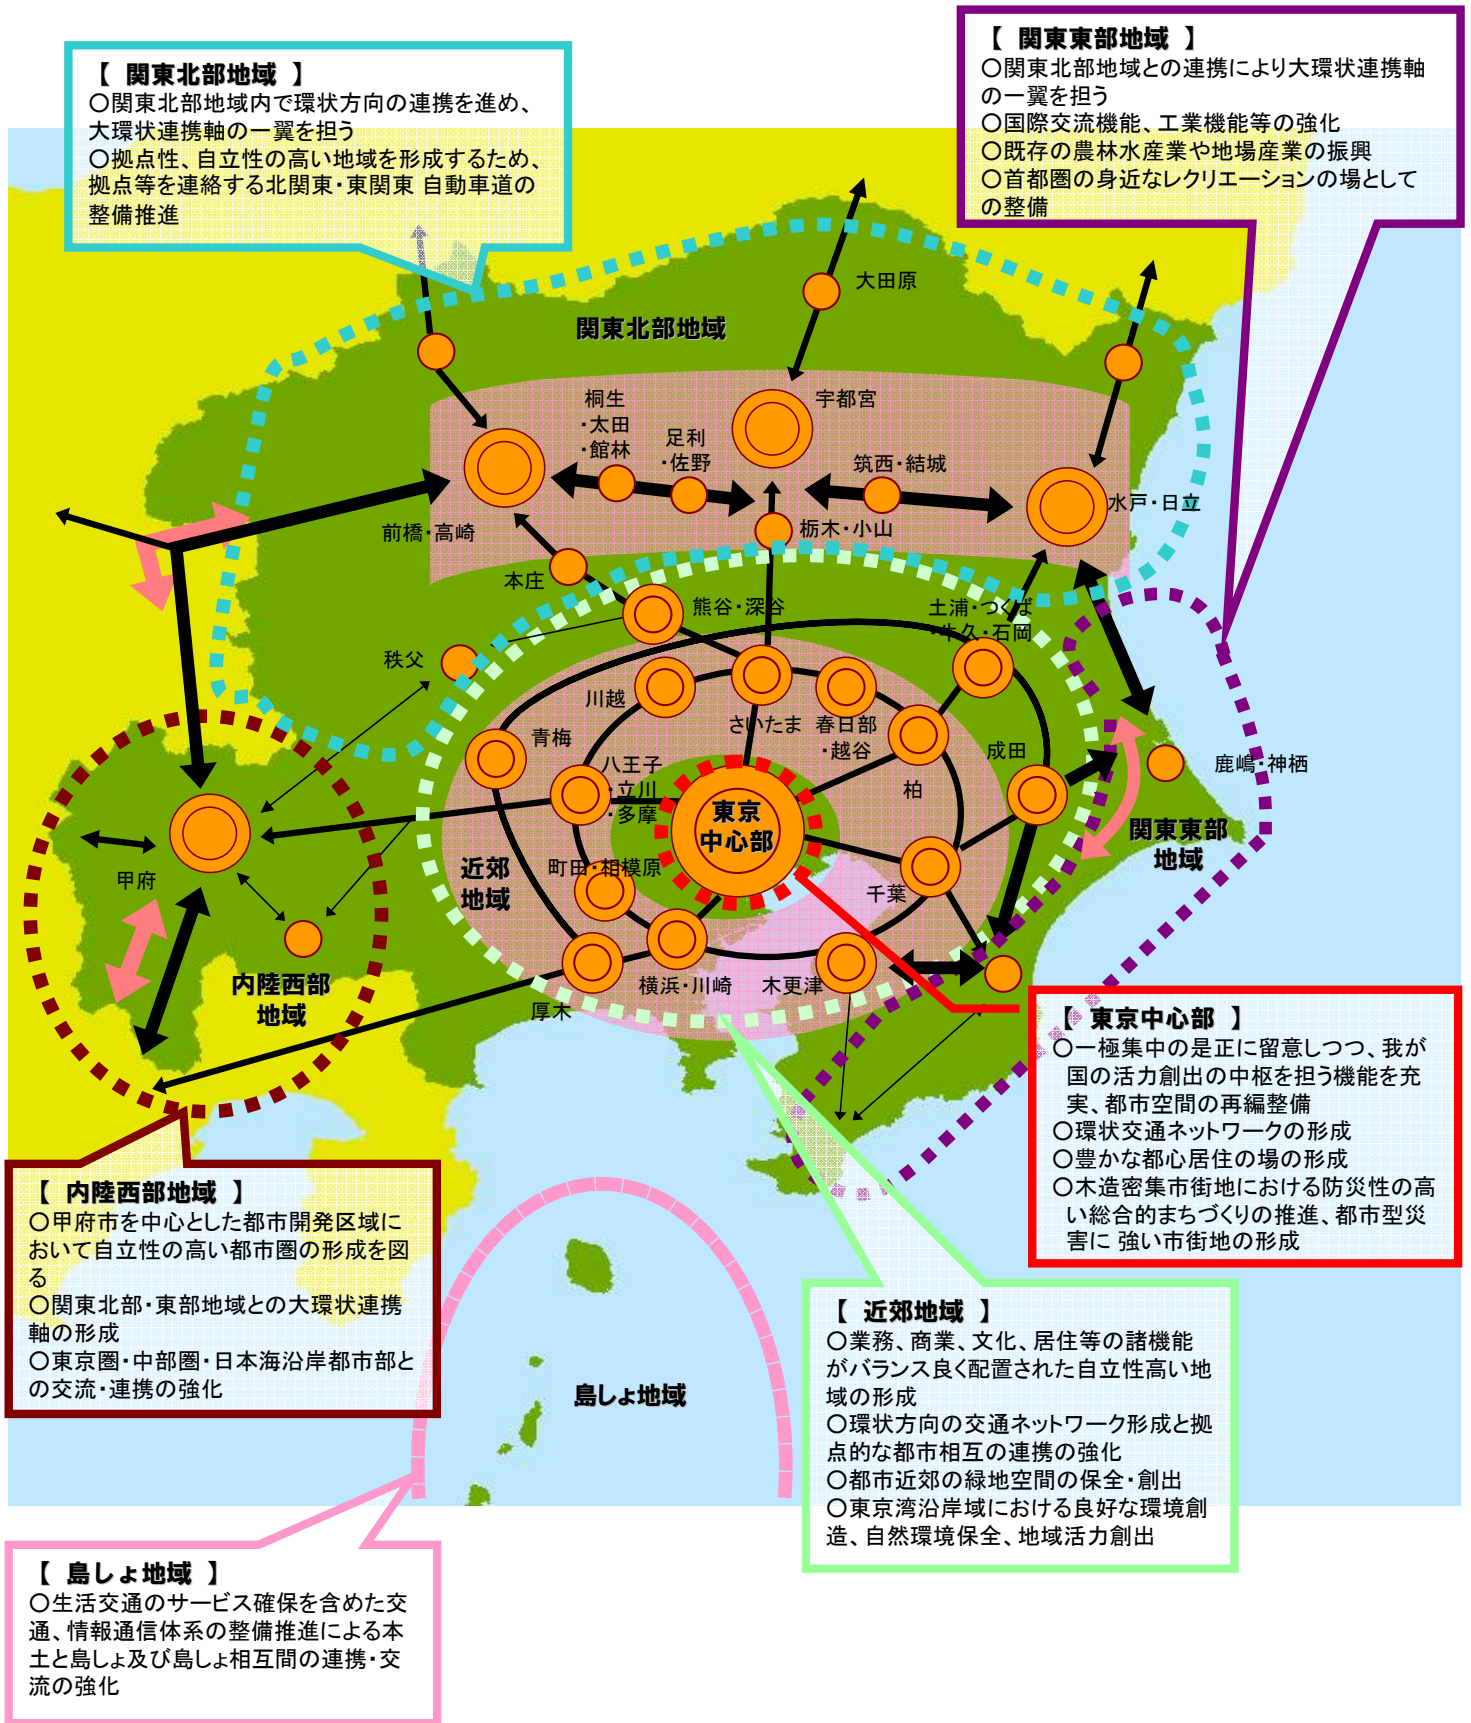 【 関東北部地域 】
〇関東北部地域内で環状方向の連携を進め、
大環状連携軸の一翼を担う
〇拠点性、自立性の高い地域を形成するため、
拠点等を連絡する北関東・東関東 自動車道の
整備推進
【 関東東部地域 】
〇関東北部地域との連携により大環状連携軸
の一翼を担う
〇国際交流機能、工業機能等の強化
〇既存の農林水産業や地場産業の振興
〇首都圏の身近なレクリエーションの場として
の整備
大田原
関東北部地域
桐生
・太田
・館林
足利
・佐野
宇都宮
筑西・結城
水戸・日立
前橋・高崎
栃木・小山
本庄
熊谷・深谷
土浦・つくば
・牛久・石岡
秩父
川越
さいたま
春日部
・越谷
青梅
八王子
・立川
・多摩
成田
柏
鹿嶋・神栖
東京
中心部
関東東部
地域
甲府
近郊
地域
町田・相模原
千葉
内陸西部
地域
横浜・川崎
木更津
厚木
【 東京中心部 】
〇一極集中の是正に留意しつつ、我が
国の活力創出の中枢を担う機能を充
実、都市空間の再編整備
〇環状交通ネットワークの形成
〇豊かな都心居住の場の形成
〇木造密集市街地における防災性の高
い総合的まちづくりの推進、都市型災
害に 強い市街地の形成
【 内陸西部地域 】
〇甲府市を中心とした都市開発区域に
おいて自立性の高い都市圏の形成を図
る
〇関東北部・東部地域との大環状連携
軸の形成
〇東京圏・中部圏・日本海沿岸都市部と
の交流・連携の強化
島しょ地域
【 近郊地域 】
〇業務、商業、文化、居住等の諸機能
がバランス良く配置された自立性高い地
域の形成
〇環状方向の交通ネットワーク形成と拠
点的な都市相互の連携の強化
〇都市近郊の緑地空間の保全・創出
〇東京湾沿岸域における良好な環境創
造、自然環境保全、地域活力創出
【 島しょ地域 】
〇生活交通のサービス確保を含めた交
通、情報通信体系の整備推進による本
土と島しょ及び島しょ相互間の連携・交
流の強化